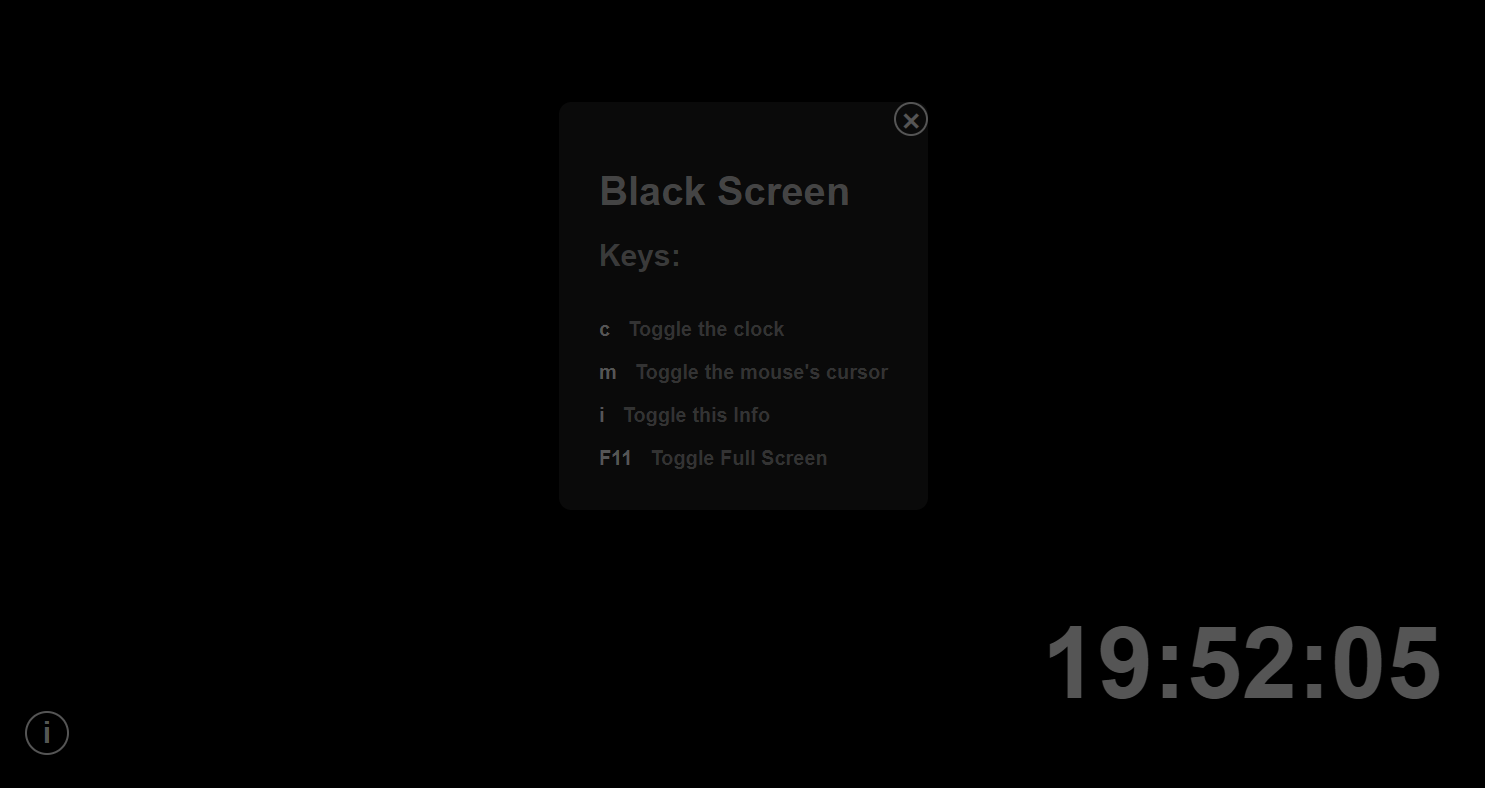 Black Screen
Keys:
c Toggle the clock
m Toggle the mouse's cursor
i Toggle this Info
F11 Toggle Full Screen
19:52:05
i